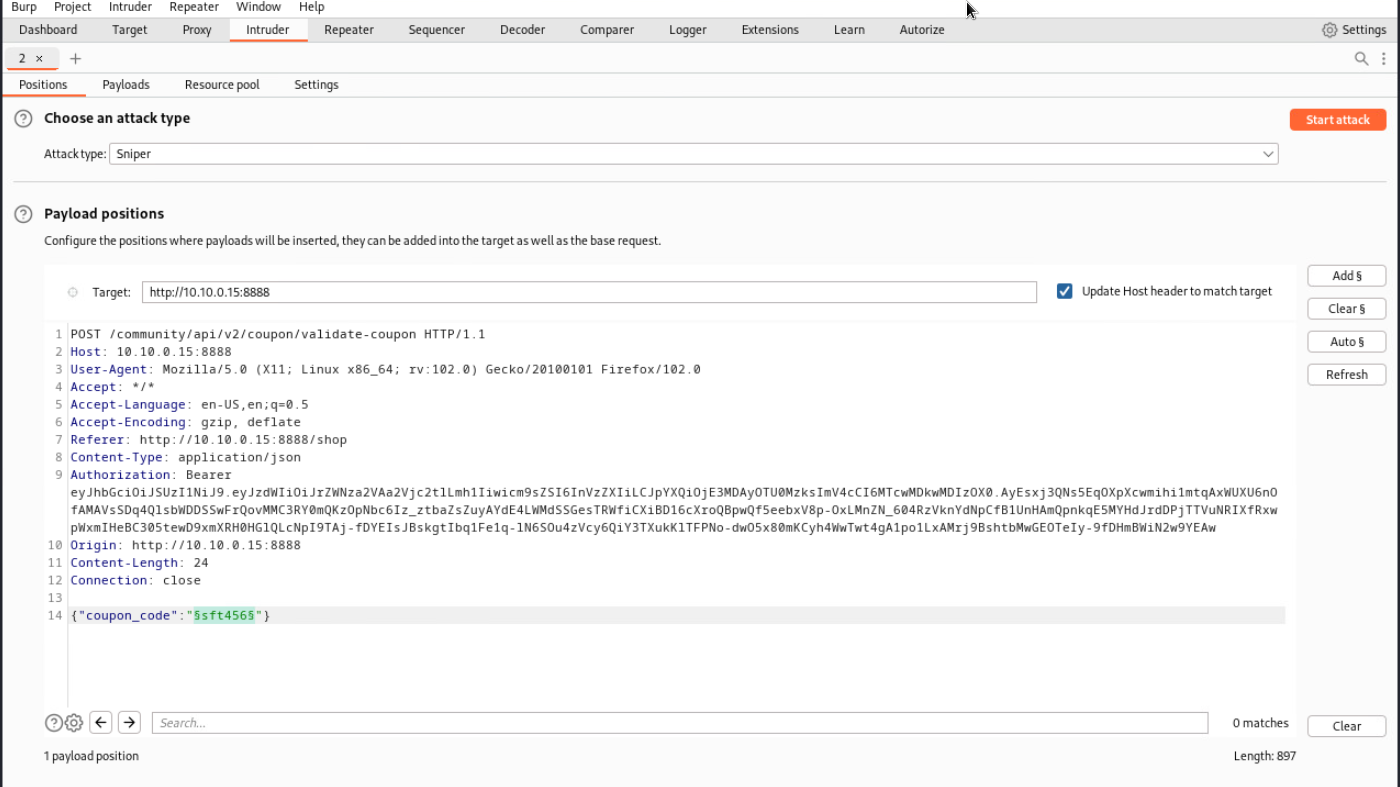 Burp Project Intruder Repeater Window Help
Dashboard Target Proxy Intruder Repeater Sequencer Decoder Comparer Logger Extensions Learn Autorize Settings
2 × +
Positions Payloads Resource pool Settings
? Choose an attack type Start attack
Attack type: Sniper
? Payload positions
Configure the positions where payloads will be inserted, they can be added into the target as well as the base request.
Add §
Target: http://10.10.0.15:8888 Update Host header to match target
Clear §
Auto §
Refresh
1 POST /community/api/v2/coupon/validate-coupon HTTP/1.1
2 Host: 10.10.0.15:8888
3 User-Agent: Mozilla/5.0 (X11; Linux x86_64; rv:102.0) Gecko/20100101 Firefox/102.0
4 Accept: */*
5 Accept-Language: en-US,en;q=0.5
6 Accept-Encoding: gzip, deflate
7 Referer: http://10.10.0.15:8888/shop
8 Content-Type: application/json
9 Authorization: Bearer
eyJhbGciOiJSUzI1NiJ9.eyJzdWIiOiJrZWNza2VAa2Vjc2tlLmh1Iiwicm9sZSI6InVzZXIiLCJpYXQiOjE3MDAyOTU0MzksImV4cCI6MTcwMDkwMDIzOX0.AyEsxj3QNs5EqOXpXcwmihi1mtqAxWUXU6nO
fAMAVsSDq4QlsbWDDSSwFrQovMMC3RY0mQKzOpNbc6Iz_ztbaZsZuyAYdE4LWMdSSGesTRWfiCXiBD16cXroQBpwQf5eebxV8p-OxLMnZN_604RzVknYdNpCfB1UnHAmQpnkqE5MYHdJrdDPjTTVuNRIXfRxw
pWxmIHeBC305tewD9xmXRH0HG1QLcNpI9TAj-fDYEIsJBskgtIbq1Fe1q-1N6SOu4zVcy6QiY3TXukKlTFPNo-dwO5x80mKCyh4WwTwt4gA1po1LxAMrj9BshtbMwGEOTeIy-9fDHmBWiN2w9YEAw
10 Origin: http://10.10.0.15:8888
11 Content-Length: 24
12 Connection: close
13
14 {"coupon_code":"§sft456§"}
? Search... 0 matches Clear
1 payload position Length: 897